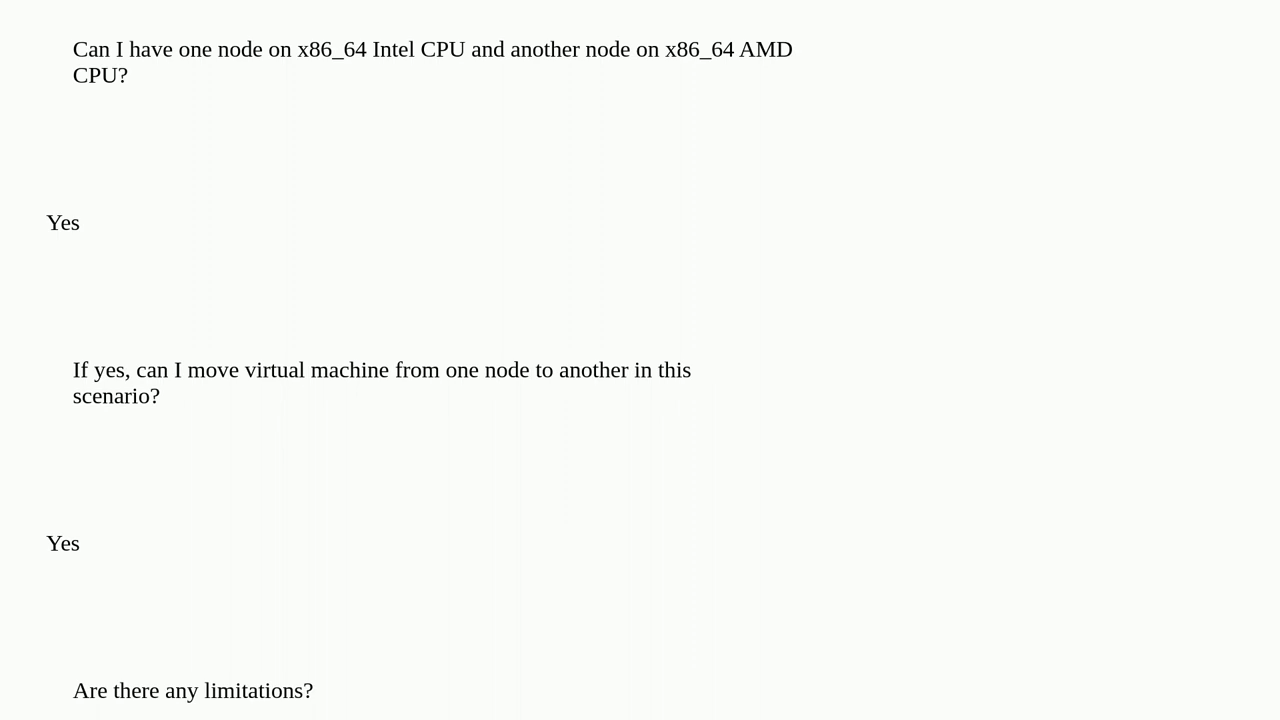 Can I have one node on x86_64 Intel CPU and another node on x86_64 AMD
CPU?
Yes
If yes, can I move virtual machine from one node to another in this
scenario?
Yes
Are there any limitations?